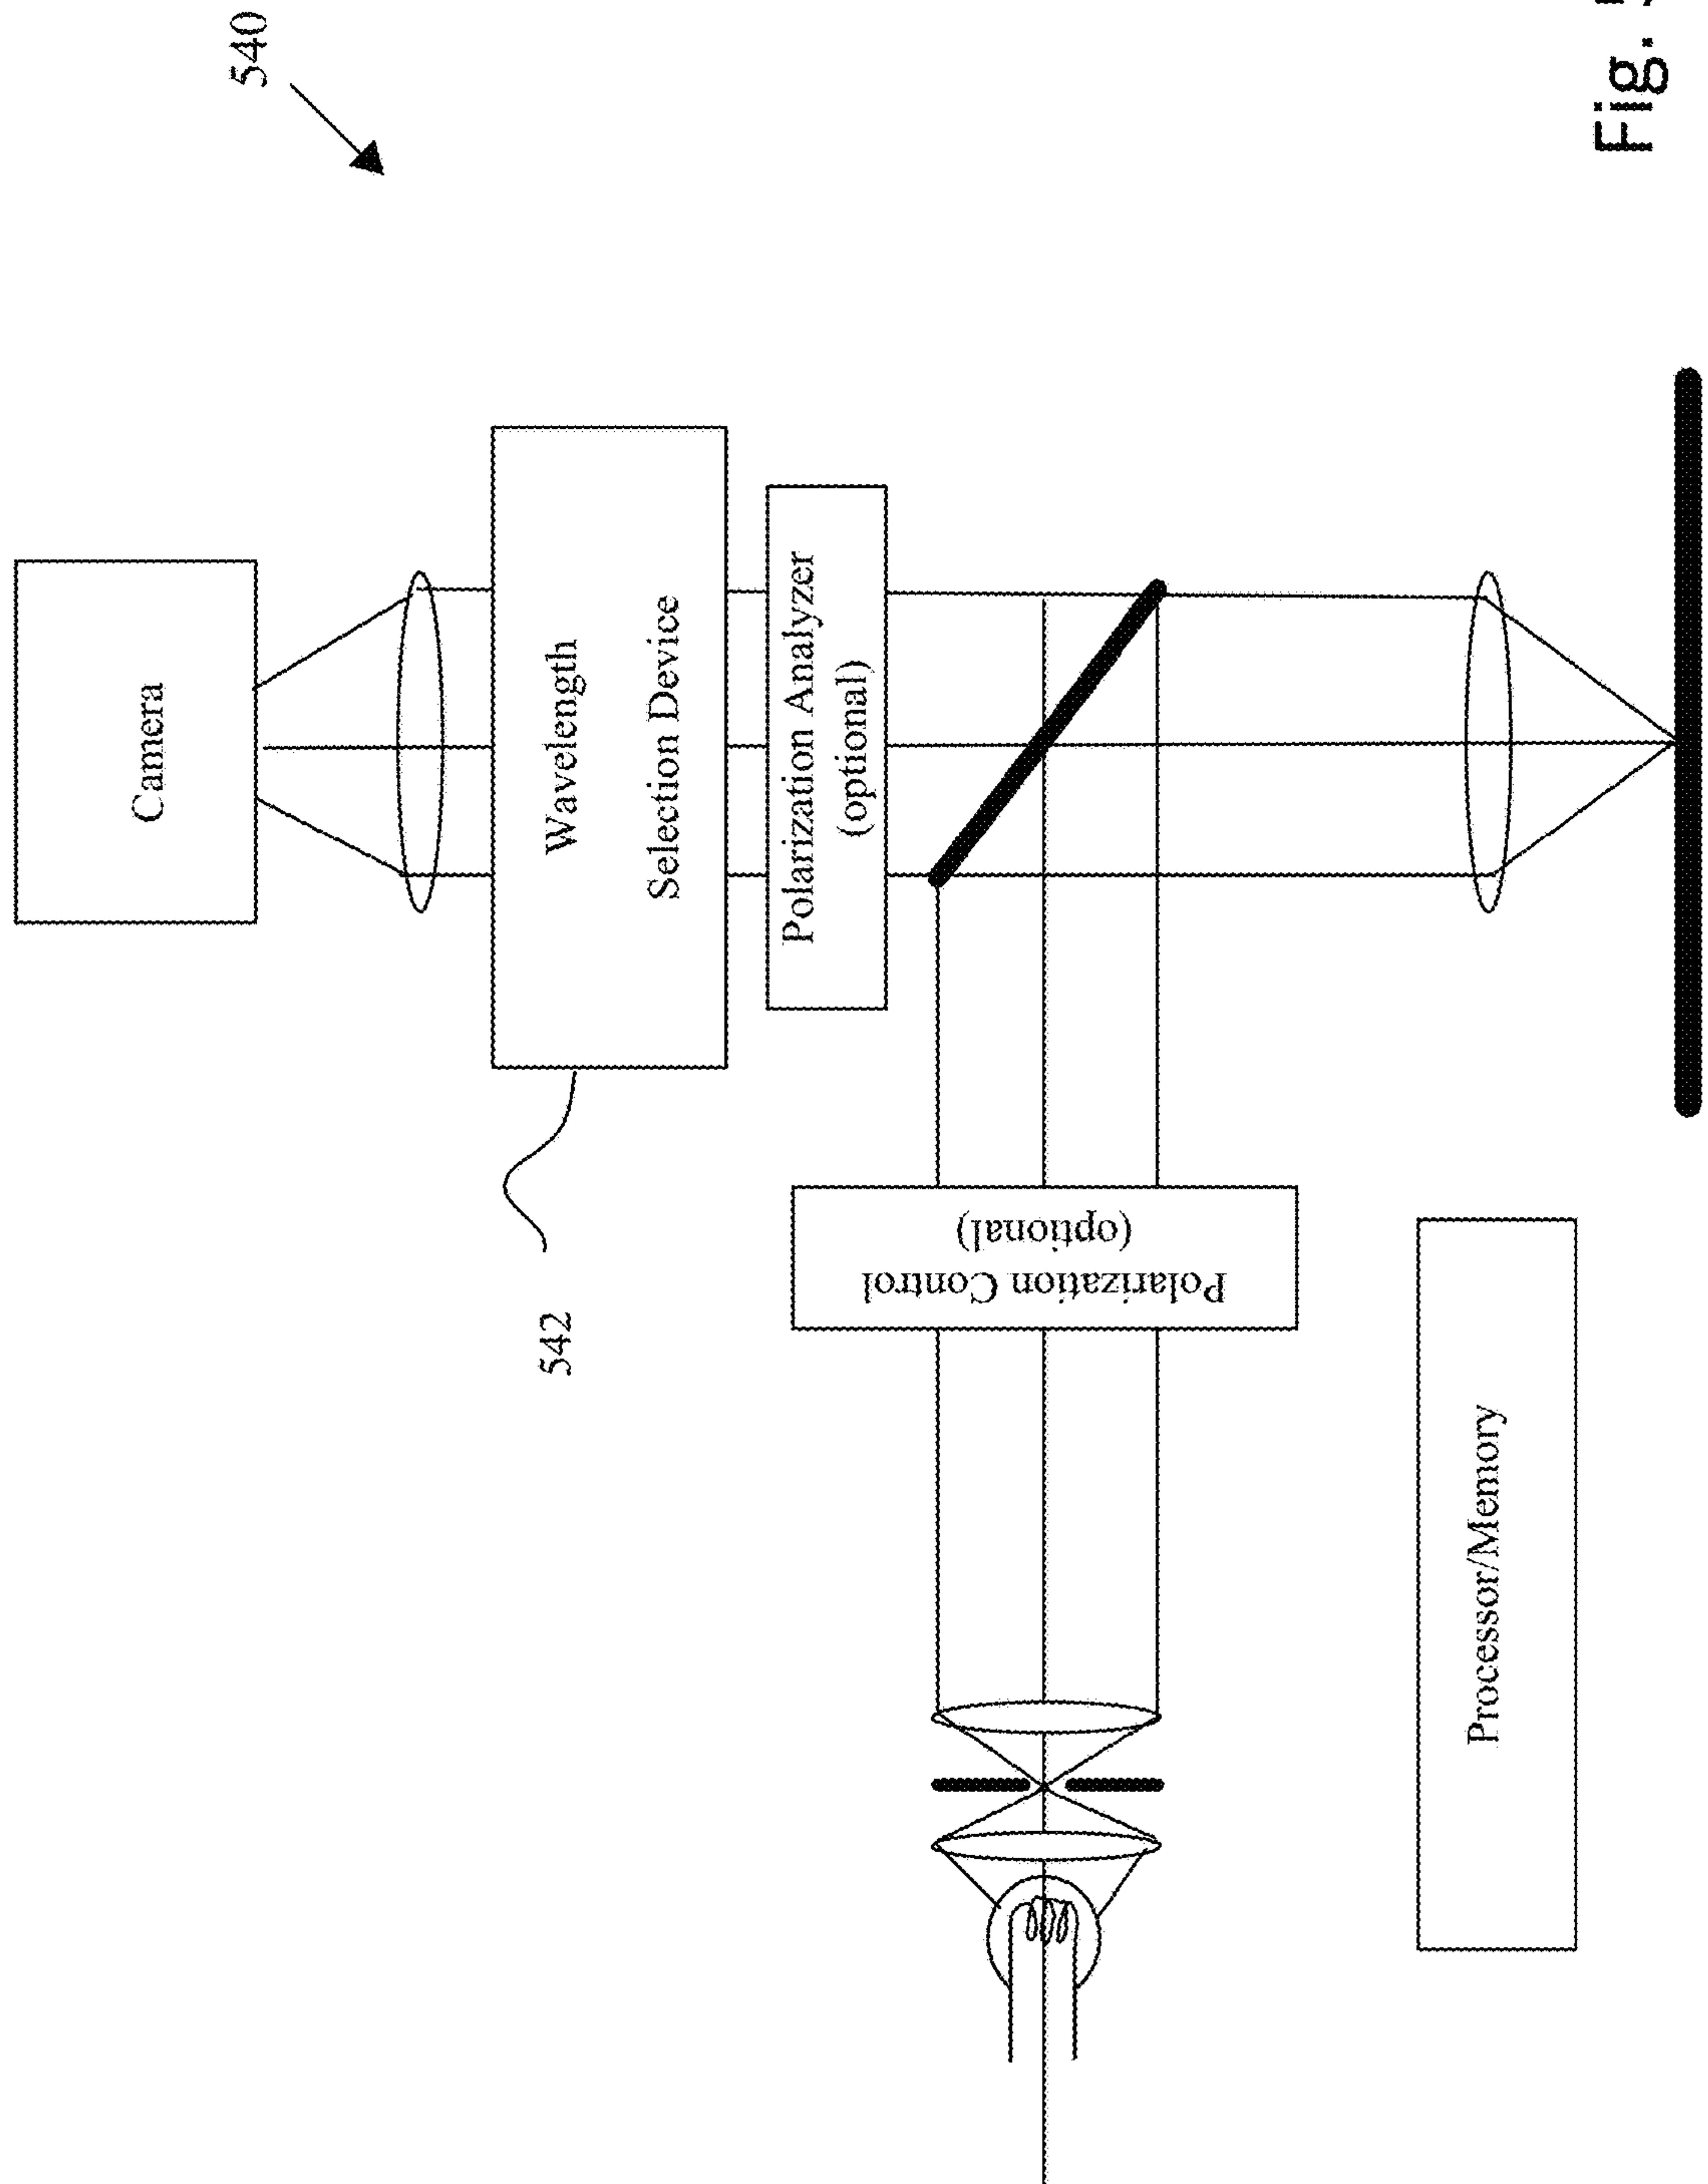 540
Camera
Wavelength
Selection Device
Polarization Analyzer
(optional)
542
Polarization Control
(optional)
Processor/Memory
Fig.